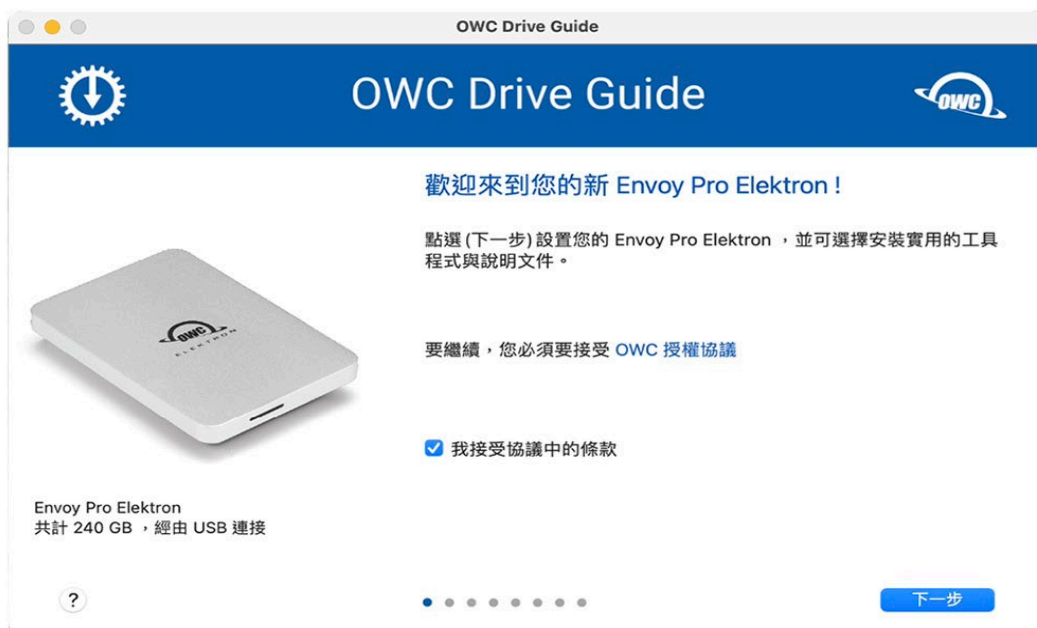 OWC Drive Guide
OWC Drive Guide
OWC
歡迎來到您的新 Envoy Pro Elektron！
點選 (下一步) 設置您的 Envoy Pro Elektron ，並可選擇安裝實用的工具
程式與說明文件。
OWC
ELEKTRON
要繼續，您必須要接受 OWC 授權協議
我接受協議中的條款
Envoy Pro Elektron
共計 240 GB ，經由 USB 連接
?
下一步